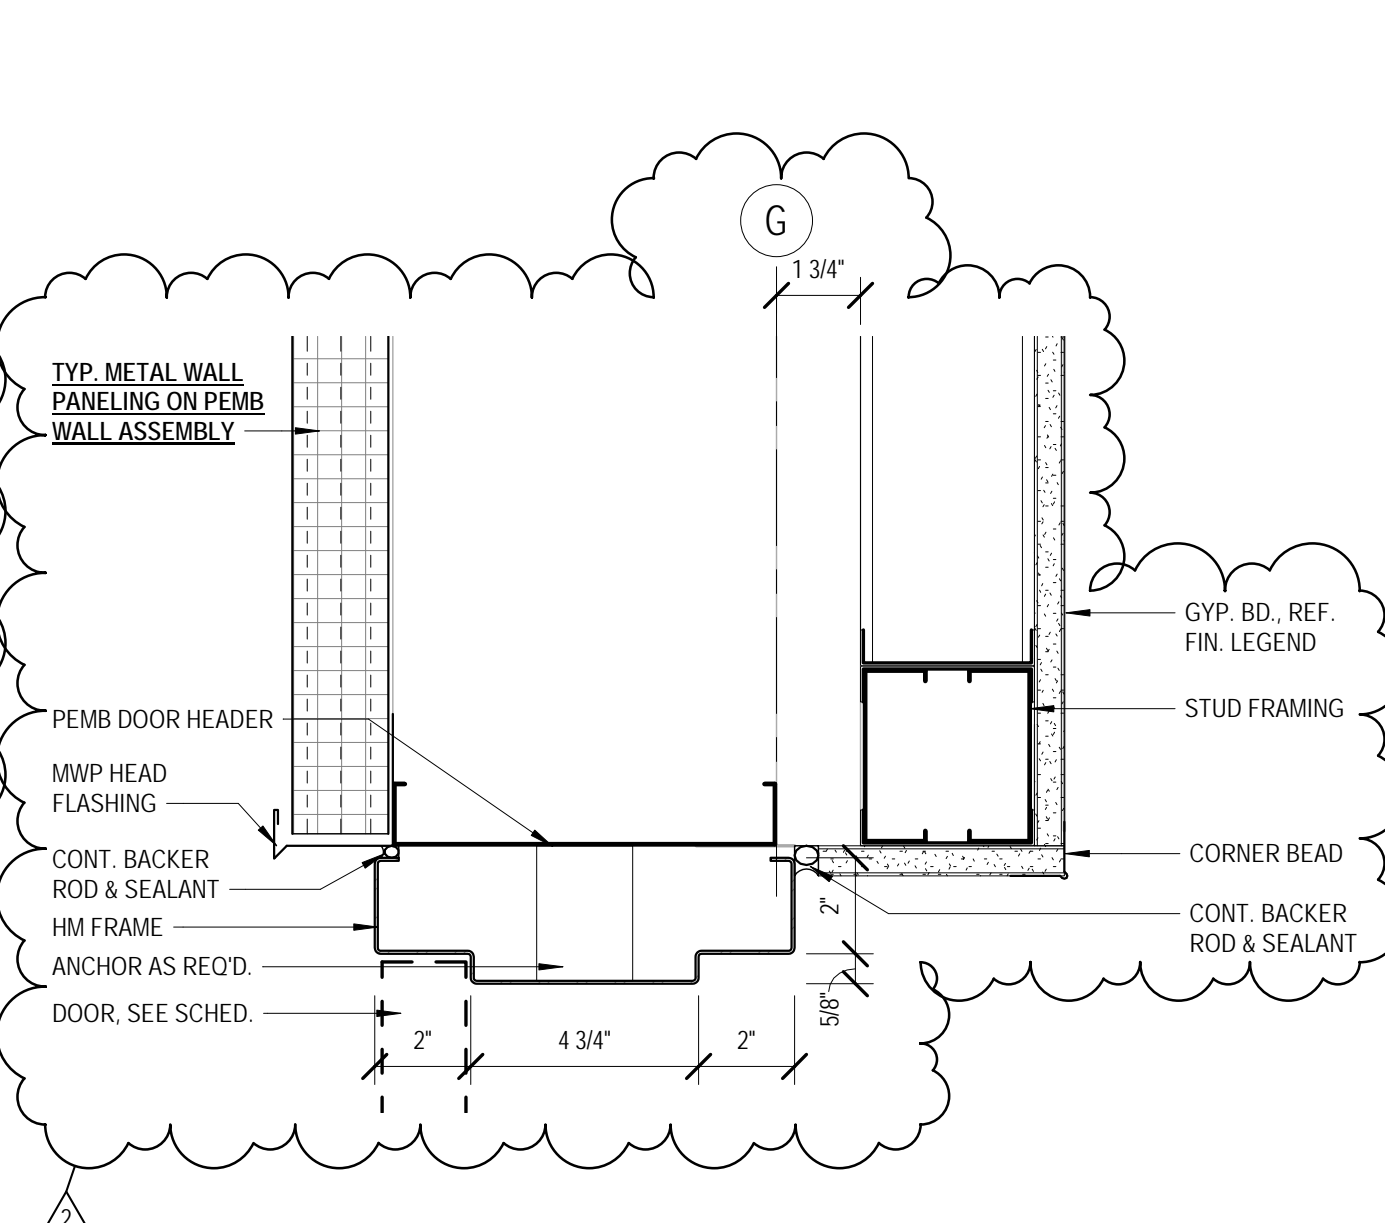 G
1 3/4"
TYP. METAL WALL
PANELING ON PEMB
WALL ASSEMBLY
GYP. BD., REF.
FIN. LEGEND
STUD FRAMING
PEMB DOOR HEADER
MWP HEAD
FLASHING
CONT. BACKER
ROD & SEALANT
HM FRAME
ANCHOR AS REQ'D.
DOOR, SEE SCHED.
CORNER BEAD
CONT. BACKER
ROD & SEALANT
2"
5/8"
2"
4 3/4"
2"
2